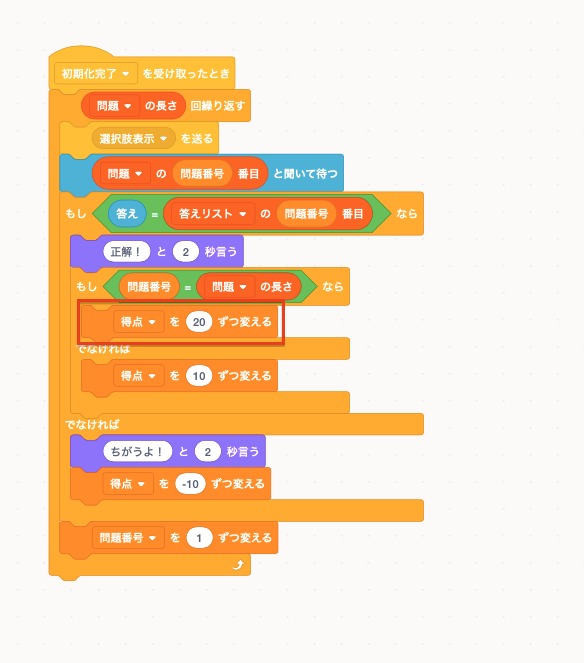 初期化完了 を受け取ったとき
問題 の長さ 回繰り返す
選択肢表示 を送る
問題 の 問題番号 番目 と聞いて待つ
もし 答え = 答えリスト の 問題番号 番目 なら
正解！ と 2 秒言う
もし 問題番号 = 問題 の長さ なら
得点 を 20 ずつ変える
でなければ
得点 を 10 ずつ変える
でなければ
ちがうよ！ と 2 秒言う
得点 を -10 ずつ変える
問題番号 を 1 ずつ変える